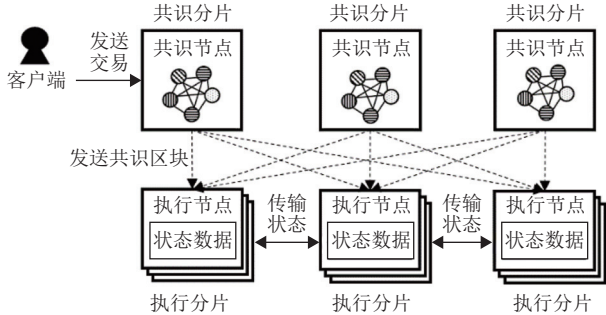 共识分片 共识分片 共识分片
共识节点 共识节点 共识节点
发送
交易
客户端
发送共识区块
执行节点 传输 执行节点 传输 执行节点
状态数据 状态 状态数据 状态 状态数据
执行分片 执行分片 执行分片